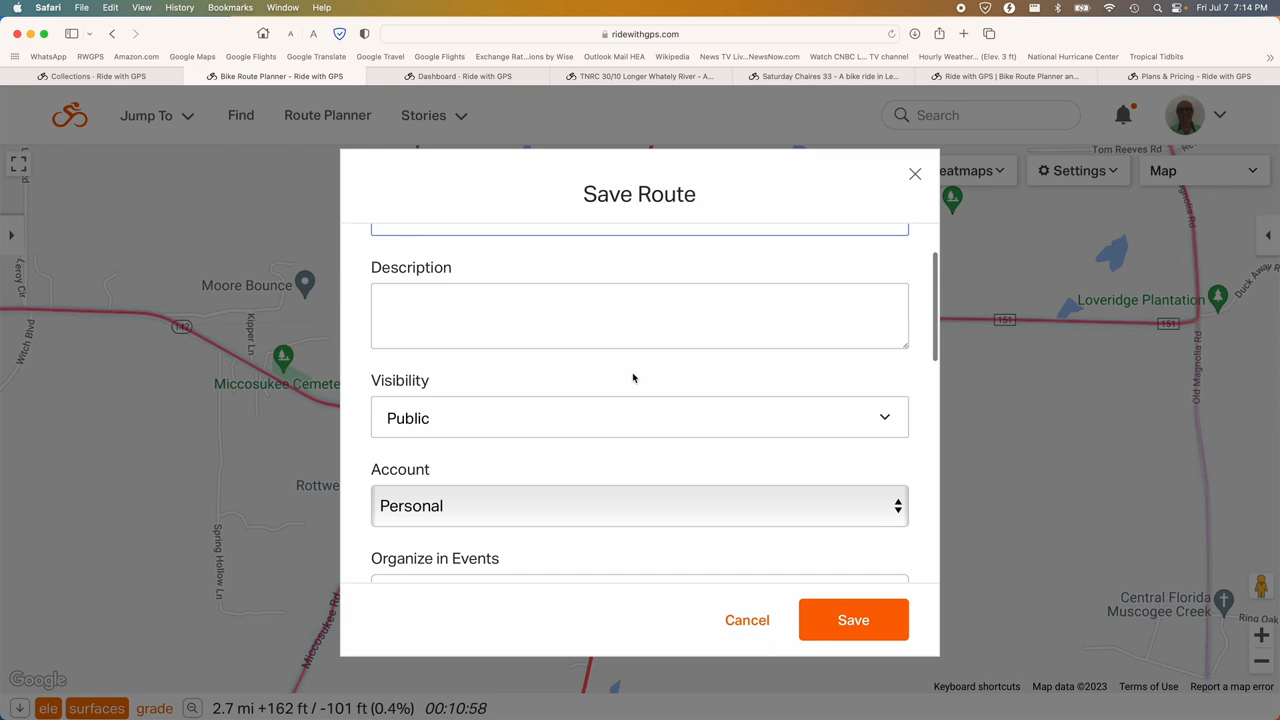 Safari File Edit View History Bookmarks Window Help
Fri Jul 7 7:14 PM
ridewithgps.com
WhatsApp RWGPS Amazon.com Google Maps Google Flights Google Translate Google Travel Google Flights Exchange Rat...ions by Wise Outlook Mail HEA Wikipedia News TV Liv...NewsNow.com Watch CNBC L... TV channel Hourly Weather... (Elev. 3 ft) National Hurricane Center Tropical Tidbits
Collections · Ride with GPS
Bike Route Planner - Ride with GPS
Dashboard · Ride with GPS
TNRC 30/10 Longer Whately River - A...
Saturday Chaires 33 - A bike ride in Le...
Ride with GPS | Bike Route Planner an...
Plans & Pricing - Ride with GPS
Jump To Find Route Planner Stories
Search
Tom Reeves Rd
eatmaps Settings Map
Save Route
Description
Visibility
Public
Account
Personal
Organize in Events
Cancel Save
Leroy Cir
Witch Blvd
Moore Bounce
142
Kipper Ln
Miccosukee Cemete
Rottwe
Spring Hollow Ln
Miccosukee Rd
Magnolia Rd
Duck Away R
Loveridge Plantation
151
151
Old Magnolia Rd
Central Florida
Muscogee Creek
Ring Oak
Google
Keyboard shortcuts Map data ©2023 Terms of Use Report a map error
ele surfaces grade 2.7 mi +162 ft / -101 ft (0.4%) 00:10:58